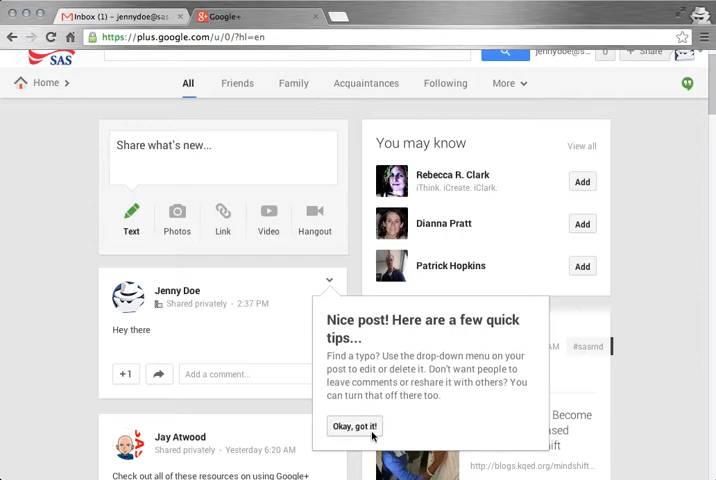 Inbox (1) – jennydoe@sas
Google+
https://plus.google.com/u/0/?hl=en
SAS
jennydoe@sas...
0
+ Share
Home
All
Friends
Family
Acquaintances
Following
More
Share what's new...
Text
Photos
Link
Video
Hangout
You may know
View all
Rebecca R. Clark
iThink. iCreate. iClark.
Add
Dianna Pratt
Add
Patrick Hopkins
Add
Jenny Doe
Shared privately - 2:37 PM
Hey there
+1
Add a comment...
Nice post! Here are a few quick
tips...
Find a typo? Use the drop-down menu on your
post to edit or delete it. Don't want people to
leave comments or reshare it with others? You
can turn that off there too.
Okay, got it!
AM
#sasrnd
Become
ased
ift
http://blogs.kqed.org/mindshift...
Jay Atwood
Shared privately - Yesterday 6:20 AM
Check out all of these resources on using Google+